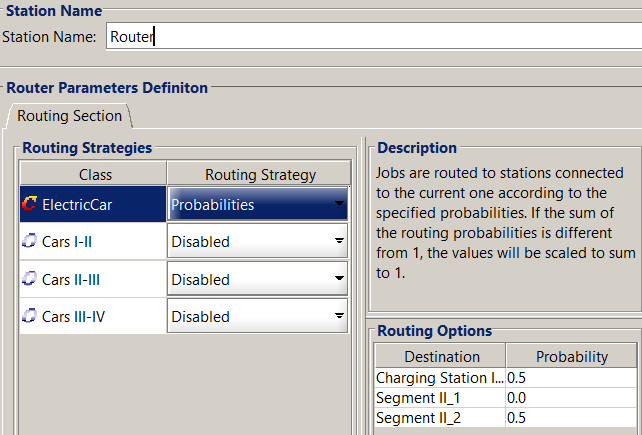 Station Name
Station Name: Router
Router Parameters Definiton
Routing Section
Routing Strategies
Class Routing Strategy
ElectricCar Probabilities
Cars I-II Disabled
Cars II-III Disabled
Cars III-IV Disabled
Description
Jobs are routed to stations connected
to the current one according to the
specified probabilities. If the sum of
the routing probabilities is different
from 1, the values will be scaled to sum
to 1.
Routing Options
Destination Probability
Charging Station I... 0.5
Segment II_1 0.0
Segment II_2 0.5